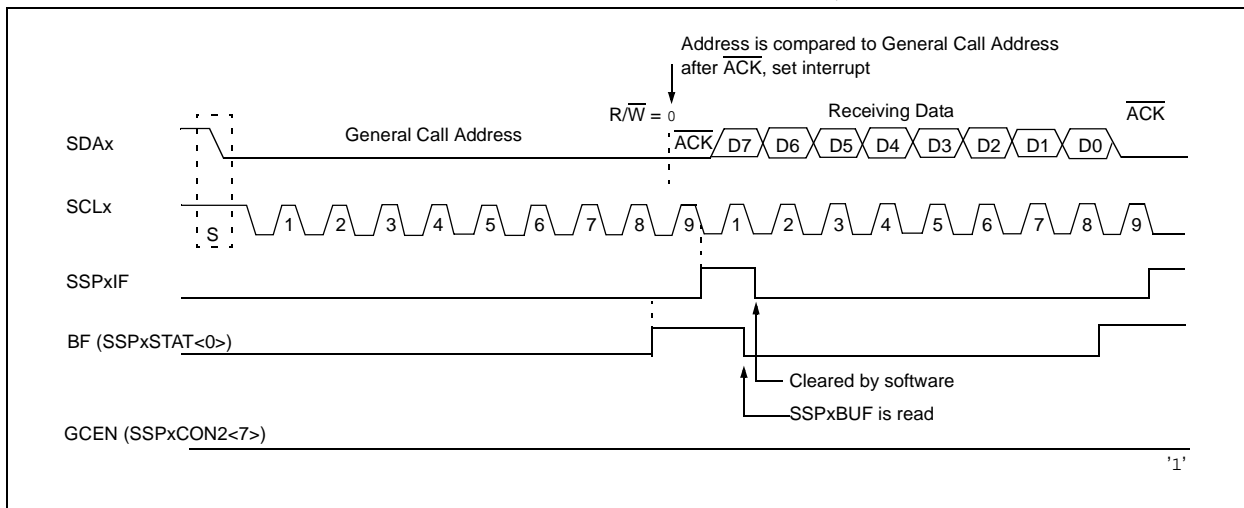 Address is compared to General Call Address
after ACK, set interrupt
R/W = 0
General Call Address
Receiving Data
ACK
SDAx
ACK D7 D6 D5 D4 D3 D2 D1 D0
SCLx
S
1 2 3 4 5 6 7 8 9 1 2 3 4 5 6 7 8 9
SSPxIF
BF (SSPxSTAT<0>)
Cleared by software
SSPxBUF is read
GCEN (SSPxCON2<7>)
'1'